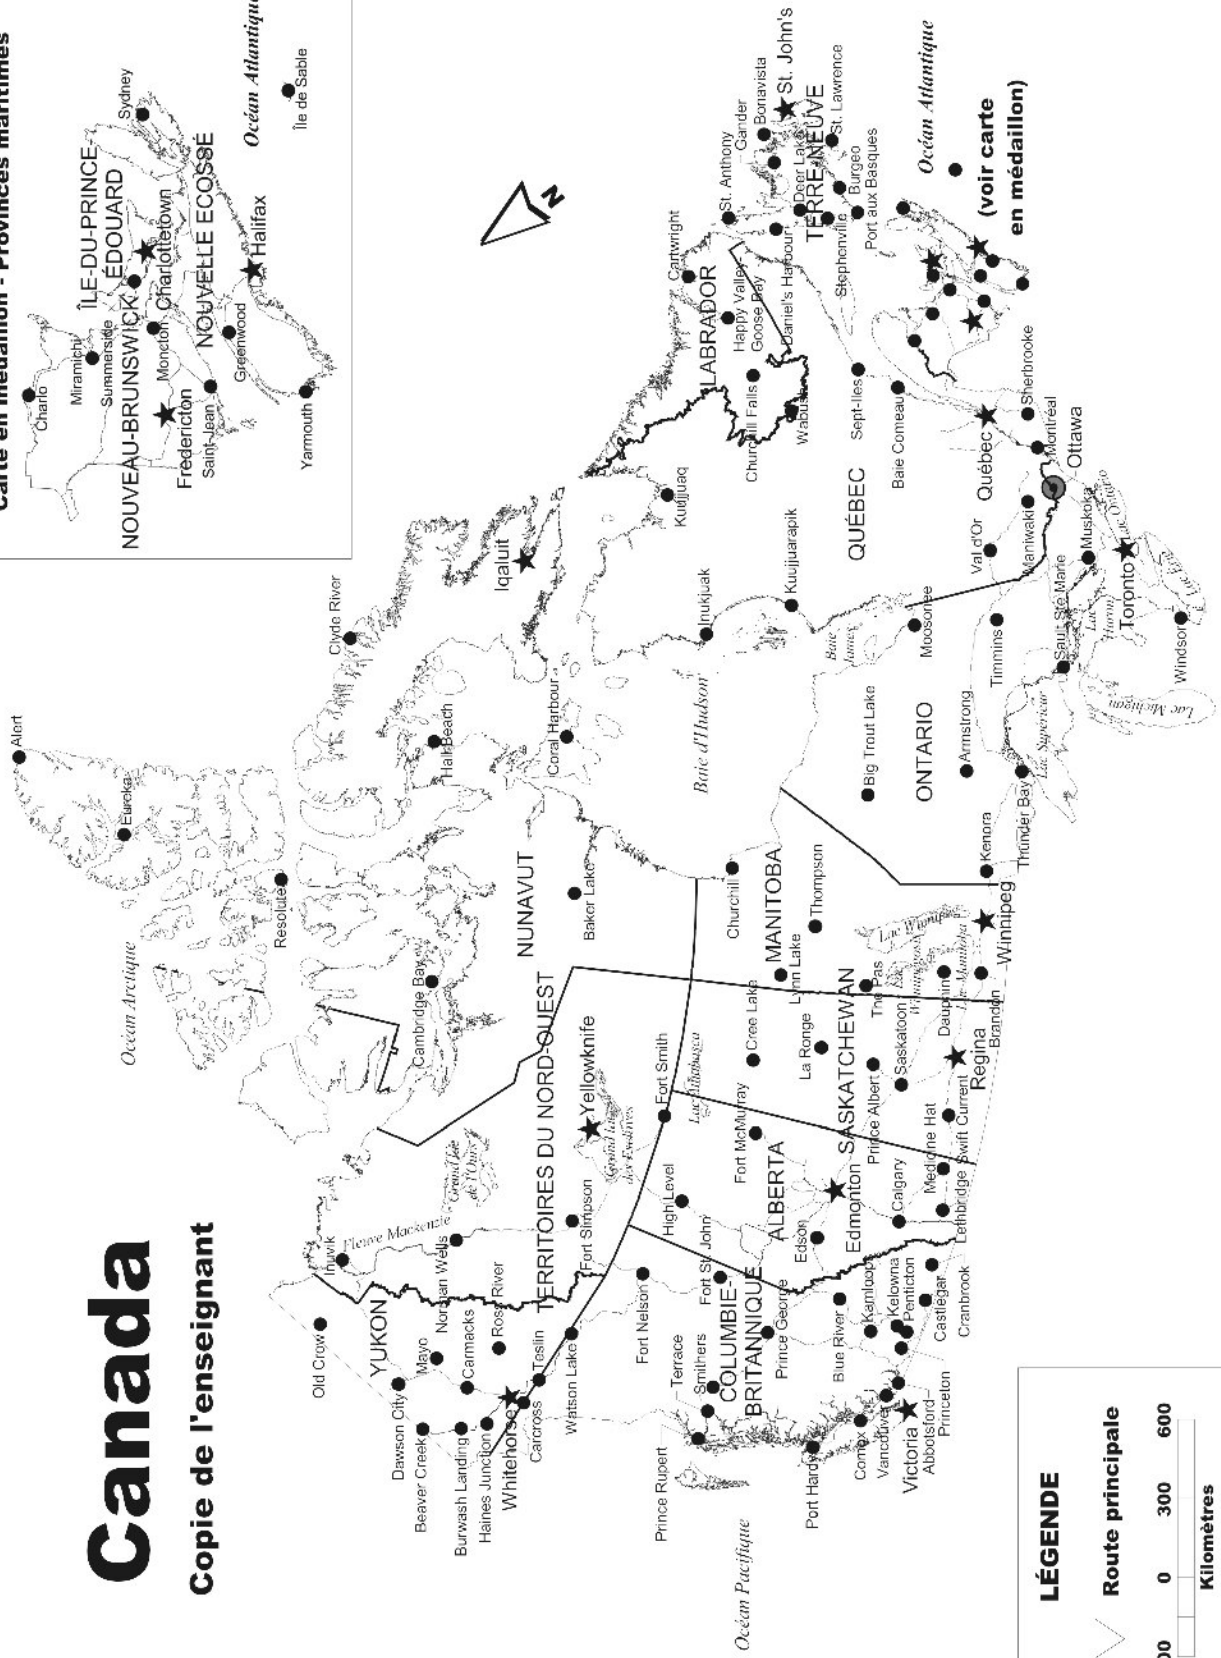 Canada
Copie de l'enseignant
Carte en médaillon - Provinces maritimes
Charlo
Miramichi
Summerside
ÎLE-DU-PRINCE-
ÉDOUARD
Charlottetown
NOUVEAU-BRUNSWICK
Moncton
Fredericton
Saint-Jean
NOUVELLE ECOSSE
Sydney
Halifax
Greenwood
Yarmouth
Océan Atlantique
Île de Sable
N
Océan Arctique
Alert
Eureka
Resolute
Clyde River
Hall Beach
Cambridge Bay
Iqaluit
Coral Harbour
Baker Lake
NUNAVUT
Old Crow
Inuvik
Fleuve Mackenzie
Grand lac
de l'Ours
YUKON
Dawson City
Mayo
Norman Wells
Beaver Creek
Carmacks
Burwash Landing
Ross River
Haines Junction
Whitehorse
Carcross
Teslin
Watson Lake
TERRITOIRES DU NORD-OUEST
Fort Simpson
Yellowknife
Grand lac
des Esclaves
Fort Smith
Lac Athabasca
Fort Nelson
High Level
Fort St. John
Prince Rupert
Terrace
Smithers
COLUMBIE-
BRITANNIQUE
Prince George
Blue River
Port Hardy
Kamloops
Kelowna
Penticton
Comox
Vancouver
Victoria
Abbotsford
Princeton
Castlegar
Cranbrook
Océan Pacifique
Fort McMurray
ALBERTA
Edson
Edmonton
Calgary
Medicine Hat
Lethbridge
Cree Lake
La Ronge
SASKATCHEWAN
Prince Albert
Saskatoon
Swift Current
Regina
Churchill
MANITOBA
Lynn Lake
Thompson
The Pas
Lac Winnipeg
Dauphin
Lac Manitoba
Brandon
Winnipeg
Baie d'Hudson
Baie
James
Big Trout Lake
ONTARIO
Armstrong
Kenora
Thunder Bay
Lac Supérieur
Moosonee
Timmins
Sault Ste Marie
Lac
Huron
Lac Michigan
Muskoka
Toronto
Lac Ontario
Windsor
Ottawa
Inukjuak
Kuujjuarapik
Kuujjuaq
QUÉBEC
Val d'Or
Maniwaki
Montréal
Québec
Sherbrooke
Baie Comeau
Sept-Iles
LABRADOR
Cartwright
Happy Valley-
Goose Bay
Churchill Falls
Wabush
Daniel's Harbour
St. Anthony
Gander
Bonavista
St. John's
Deer Lake
TERRE-NEUVE
St. Lawrence
Stephenville
Burgeo
Port aux Basques
Océan Atlantique
(voir carte
en médaillon)
LÉGENDE
Route principale
0 300 600
Kilomètres